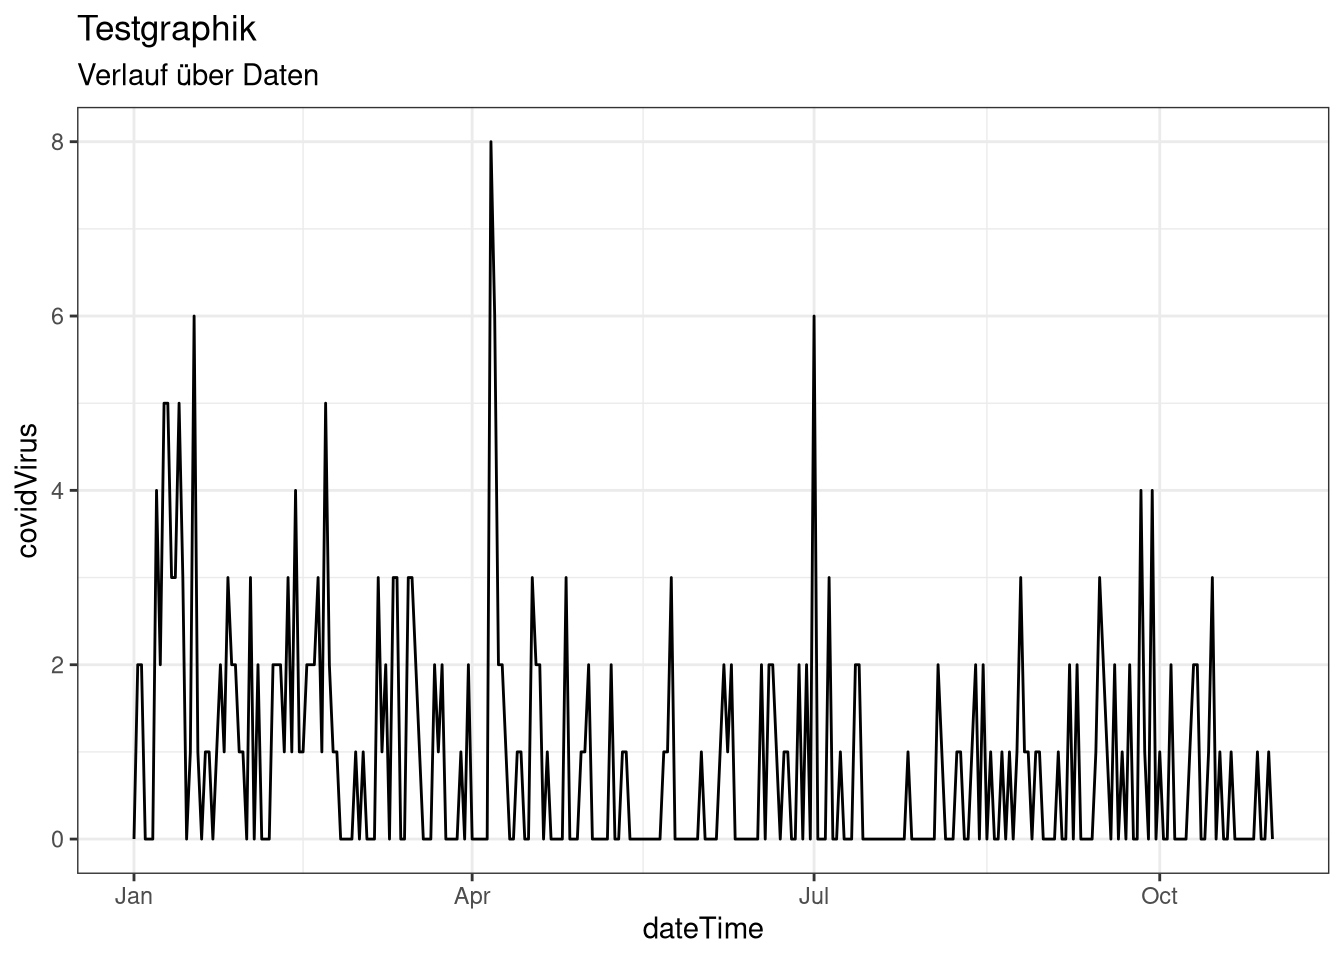 Testgraphik
Verlauf über Daten
8
6
4
2
0
covidVirus
Jan Apr Jul Oct
dateTime